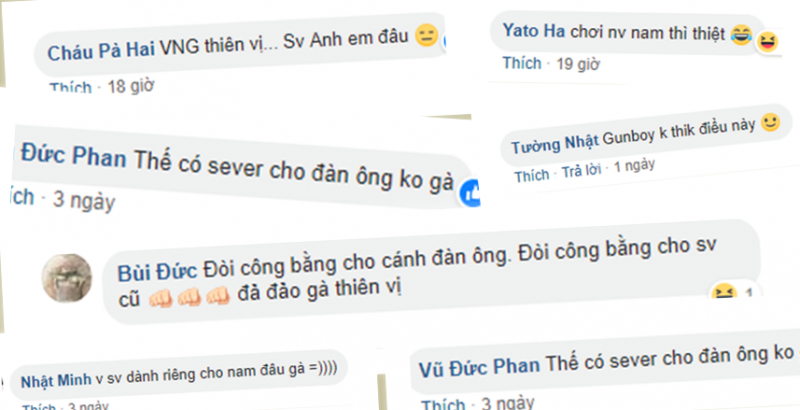 Cháu Pà Hai VNG thiên vị... Sv Anh em đâu 😑
Thích · 18 giờ
Yato Ha chơi nv nam thì thiệt 😂
Thích · 19 giờ
Đức Phan Thế có sever cho đàn ông ko gà
ích · 3 ngày
Tường Nhật Gunboy k thik điều này 🙂
Thích · Trả lời · 1 ngày
Bùi Đức Đòi công bằng cho cánh đàn ông. Đòi công bằng cho sv
cũ 👊🏻👊🏻👊🏻 đả đảo gà thiên vị
1
Nhật Minh v sv dành riêng cho nam đâu gà =))))
Thích · 3 ngày
Vũ Đức Phan Thế có sever cho đàn ông ko
Thích · 3 ngày